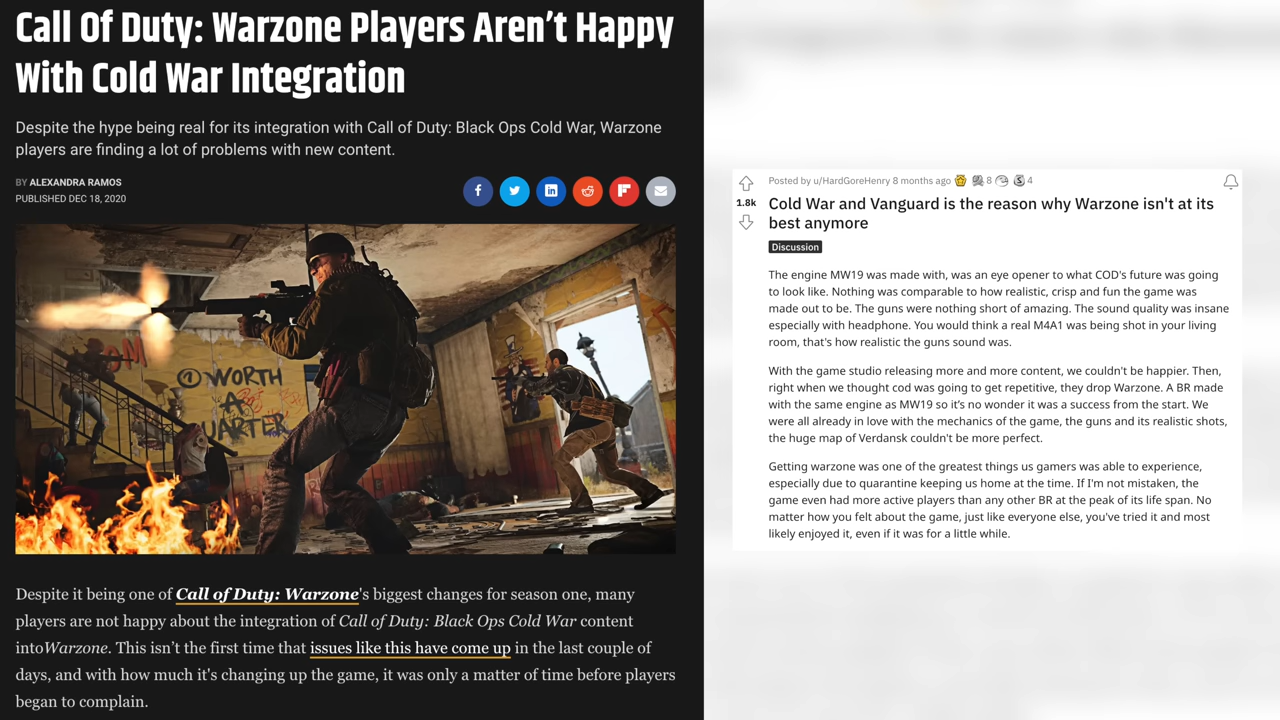 Call Of Duty: Warzone Players Aren’t Happy
With Cold War Integration
Despite the hype being real for its integration with Call of Duty: Black Ops Cold War, Warzone
players are finding a lot of problems with new content.
BY ALEXANDRA RAMOS
PUBLISHED DEC 18, 2020
WORTH
A
QUARTER
Despite it being one of Call of Duty: Warzone's biggest changes for season one, many
players are not happy about the integration of Call of Duty: Black Ops Cold War content
intoWarzone. This isn’t the first time that issues like this have come up in the last couple of
days, and with how much it's changing up the game, it was only a matter of time before players
began to complain.
Posted by u/HardGoreHenry 8 months ago 8 4
1.8k
Cold War and Vanguard is the reason why Warzone isn't at its
best anymore
Discussion
The engine MW19 was made with, was an eye opener to what COD's future was going
to look like. Nothing was comparable to how realistic, crisp and fun the game was
made out to be. The guns were nothing short of amazing. The sound quality was insane
especially with headphone. You would think a real M4A1 was being shot in your living
room, that's how realistic the guns sound was.
With the game studio releasing more and more content, we couldn't be happier. Then,
right when we thought cod was going to get repetitive, they drop Warzone. A BR made
with the same engine as MW19 so it’s no wonder it was a success from the start. We
were all already in love with the mechanics of the game, the guns and its realistic shots,
the huge map of Verdansk couldn't be more perfect.
Getting warzone was one of the greatest things us gamers was able to experience,
especially due to quarantine keeping us home at the time. If I'm not mistaken, the
game even had more active players than any other BR at the peak of its life span. No
matter how you felt about the game, just like everyone else, you've tried it and most
likely enjoyed it, even if it was for a little while.